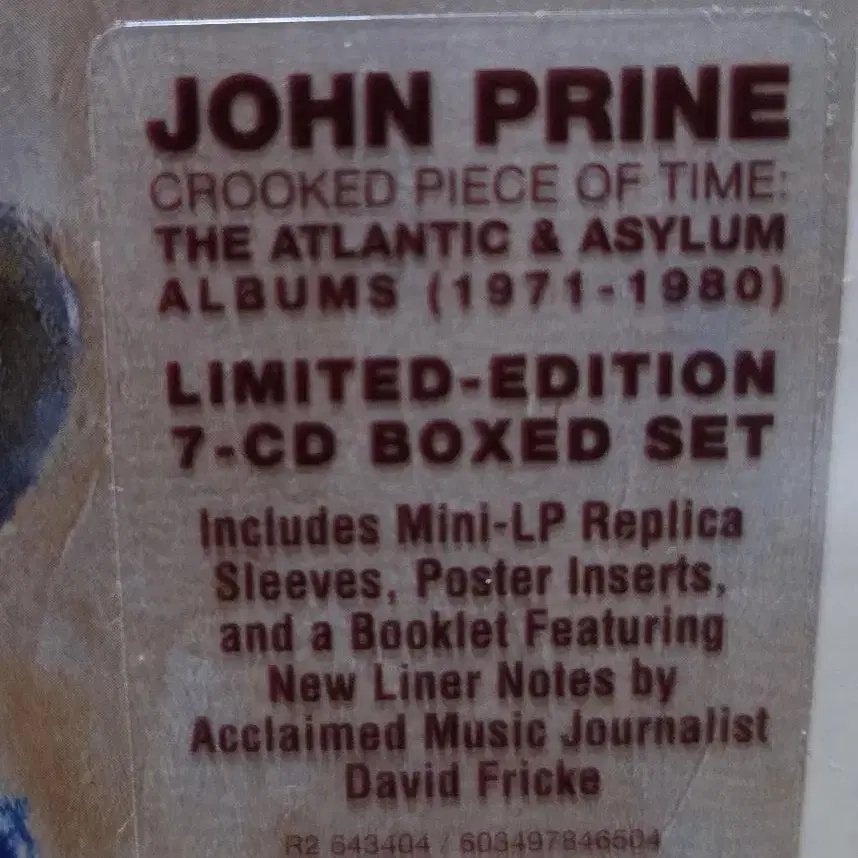 JOHN PRINE
CROOKED PIECE OF TIME:
THE ATLANTIC & ASYLUM
ALBUMS (1971-1980)
LIMITED-EDITION
7-CD BOXED SET
Includes Mini-LP Replica
Sleeves, Poster Inserts,
and a Booklet Featuring
New Liner Notes by
Acclaimed Music Journalist
David Fricke
R2 643404 / 603497846504